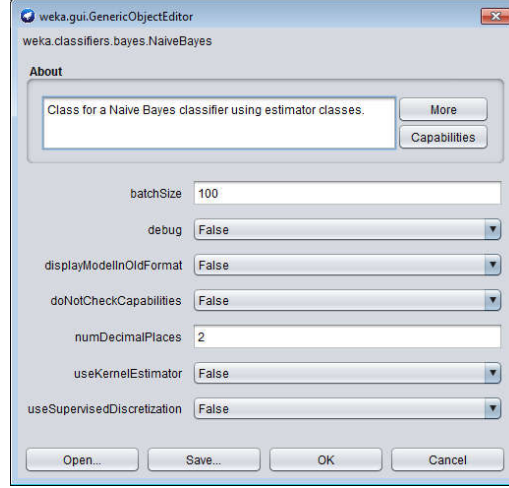 weka.gui.GenericObjectEditor
weka.classifiers.bayes.NaiveBayes
About
Class for a Naive Bayes classifier using estimator classes.
More
Capabilities
batchSize 100
debug False
displayModelInOldFormat False
doNotCheckCapabilities False
numDecimalPlaces 2
useKernelEstimator False
useSupervisedDiscretization False
Open... Save... OK Cancel